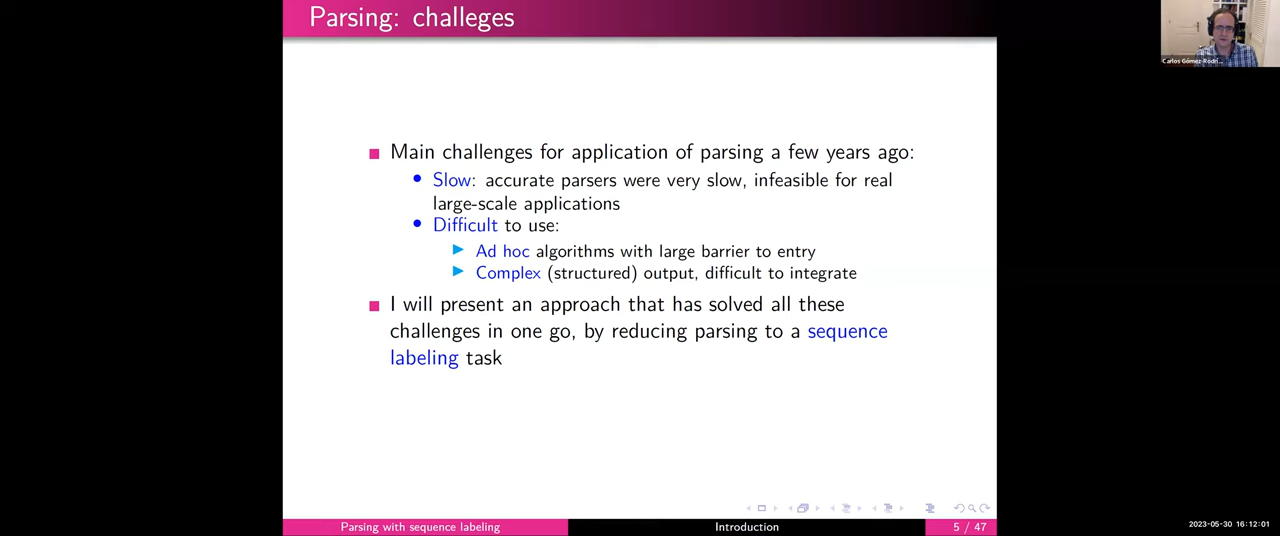 Parsing: challeges
Carlos Gómez-Rodrí...
Main challenges for application of parsing a few years ago:
Slow: accurate parsers were very slow, infeasible for real
large-scale applications
Difficult to use:
Ad hoc algorithms with large barrier to entry
Complex (structured) output, difficult to integrate
I will present an approach that has solved all these
challenges in one go, by reducing parsing to a sequence
labeling task
Parsing with sequence labeling
Introduction
5 / 47
2023-05-30 16:12:01